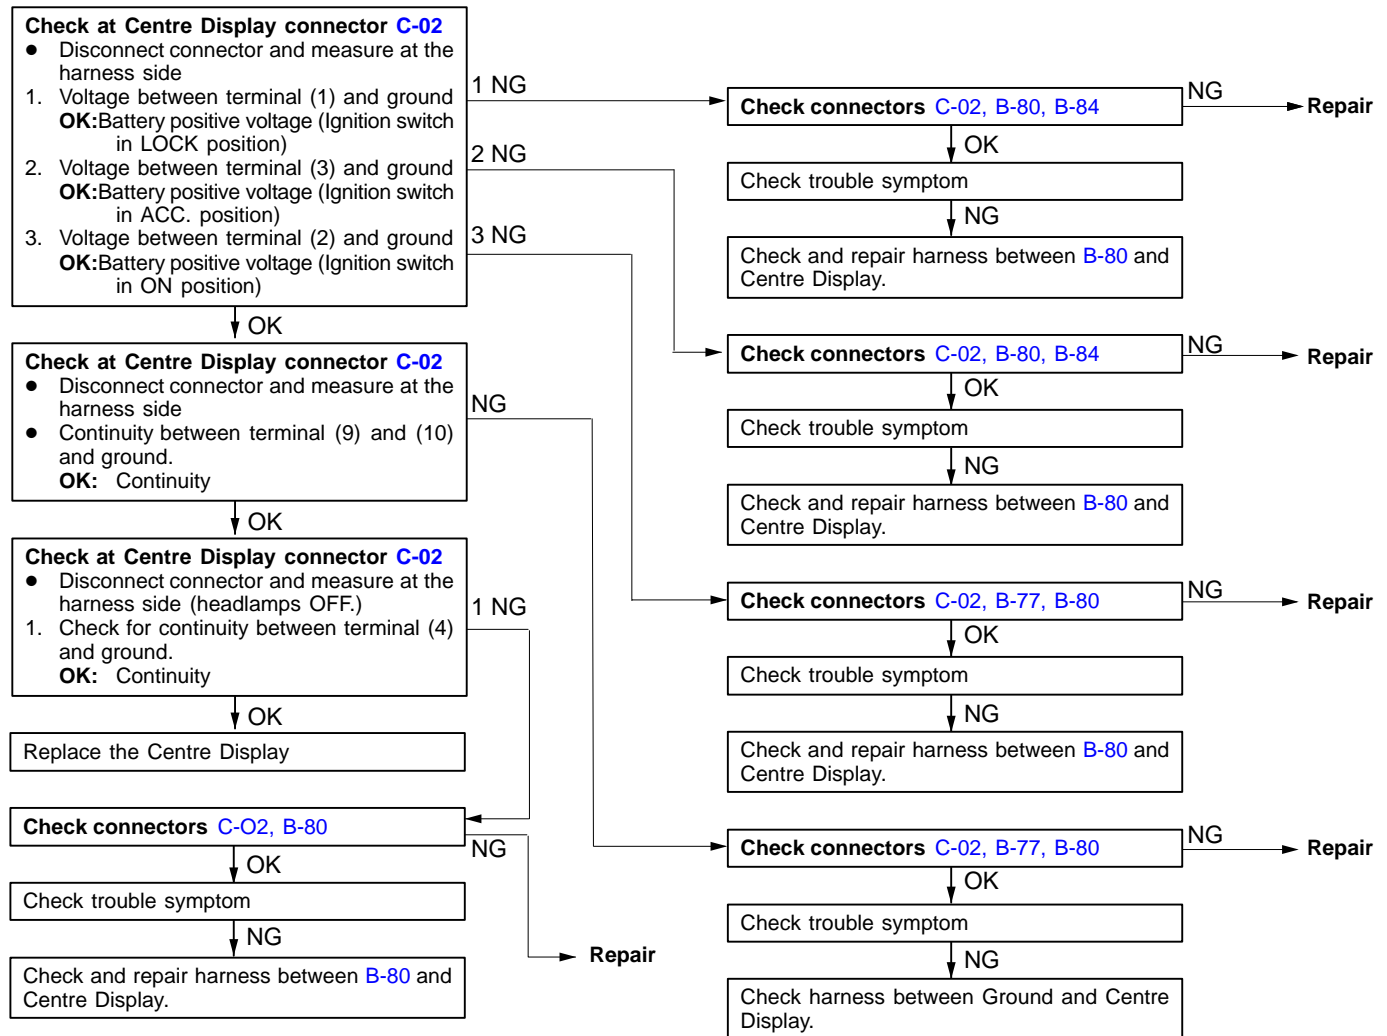 Check at Centre Display connector C-02
● Disconnect connector and measure at the
harness side
1. Voltage between terminal (1) and ground
OK:Battery positive voltage (Ignition switch
in LOCK position)
2. Voltage between terminal (3) and ground
OK:Battery positive voltage (Ignition switch
in ACC. position)
3. Voltage between terminal (2) and ground
OK:Battery positive voltage (Ignition switch
in ON position)
1 NG
2 NG
3 NG
OK
Check at Centre Display connector C-02
● Disconnect connector and measure at the
harness side
● Continuity between terminal (9) and (10)
and ground.
OK: Continuity
NG
OK
Check at Centre Display connector C-02
● Disconnect connector and measure at the
harness side (headlamps OFF.)
1. Check for continuity between terminal (4)
and ground.
OK: Continuity
1 NG
OK
Replace the Centre Display
Check connectors C-O2, B-80
NG
Repair
OK
Check trouble symptom
NG
Check and repair harness between B-80 and
Centre Display.
Check connectors C-02, B-80, B-84
NG
Repair
OK
Check trouble symptom
NG
Check and repair harness between B-80 and
Centre Display.
Check connectors C-02, B-80, B-84
NG
Repair
OK
Check trouble symptom
NG
Check and repair harness between B-80 and
Centre Display.
Check connectors C-02, B-77, B-80
NG
Repair
OK
Check trouble symptom
NG
Check and repair harness between B-80 and
Centre Display.
Check connectors C-02, B-77, B-80
NG
Repair
OK
Check trouble symptom
NG
Check harness between Ground and Centre
Display.